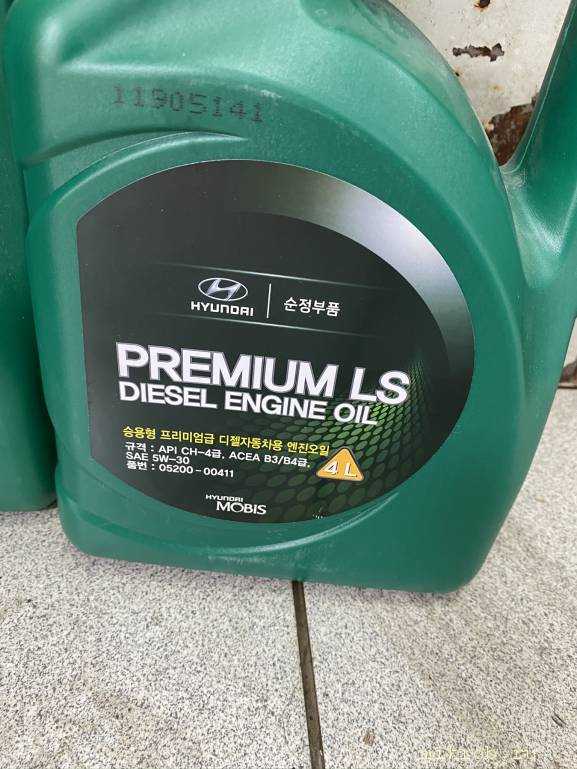 11905141
HYUNDAI
순정부품
PREMIUM LS
DIESEL ENGINE OIL
승용형 프리미엄급 디젤자동차용 엔진오일
규격 : API CH-4급, ACEA B3/B4급,
SAE 5W-30
품번 : 05200-00411
4 L
HYUNDAI
MOBIS